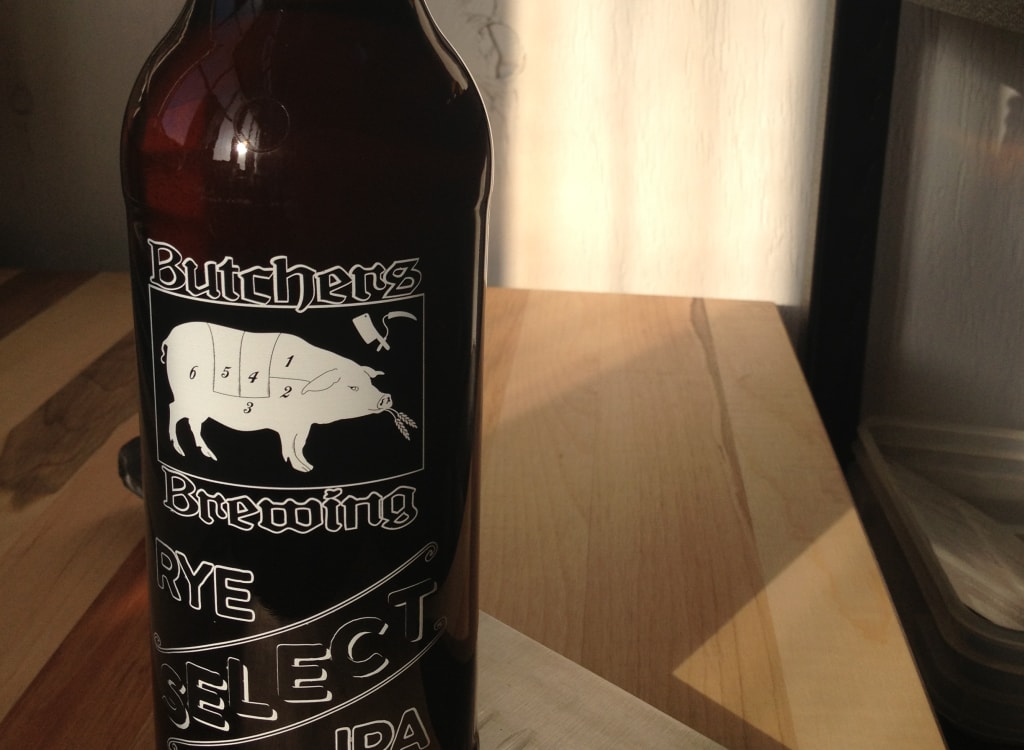 Butchers
1
6 5 4 2
3
Brewing
RYE
SELECT
IPA